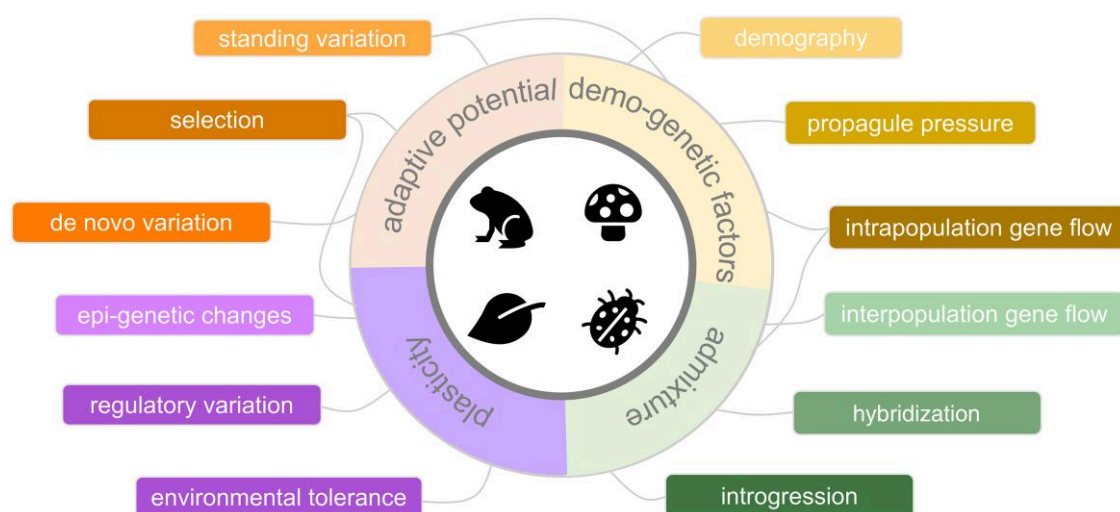 standing variation
demography
selection
propagule pressure
de novo variation
intrapopulation gene flow
epi-genetic changes
interpopulation gene flow
regulatory variation
hybridization
environmental tolerance
introgression
adaptive potential
demo-genetic factors
plasticity
admixture